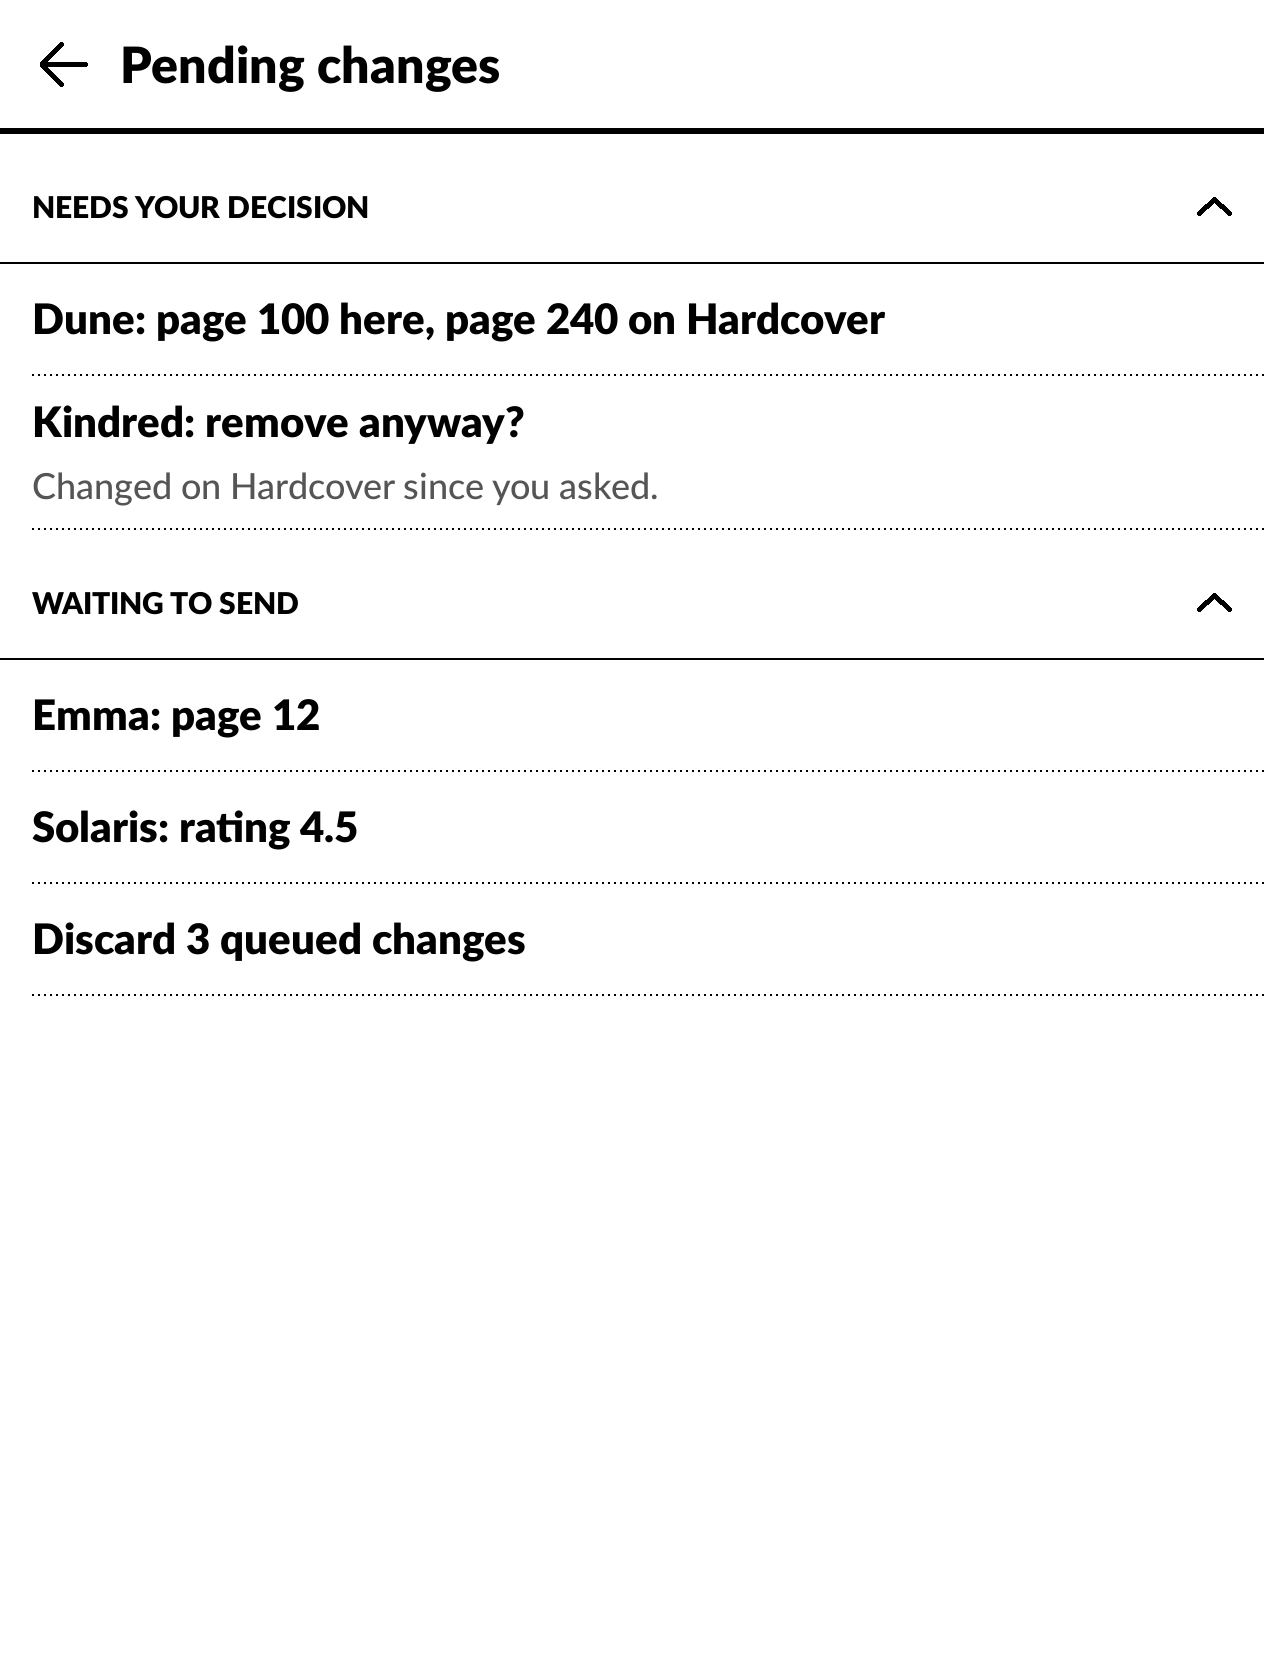 Pending changes
NEEDS YOUR DECISION
Dune: page 100 here, page 240 on Hardcover
Kindred: remove anyway?
Changed on Hardcover since you asked.
WAITING TO SEND
Emma: page 12
Solaris: rating 4.5
Discard 3 queued changes